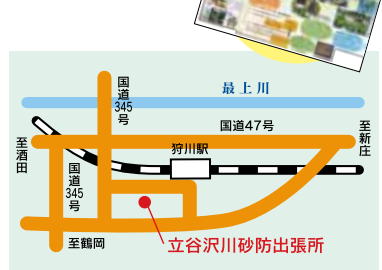 最上川
国道
345
号
国道47号
至新庄
狩川駅
至酒田
国道
345
号
至鶴岡
立谷沢川砂防出張所